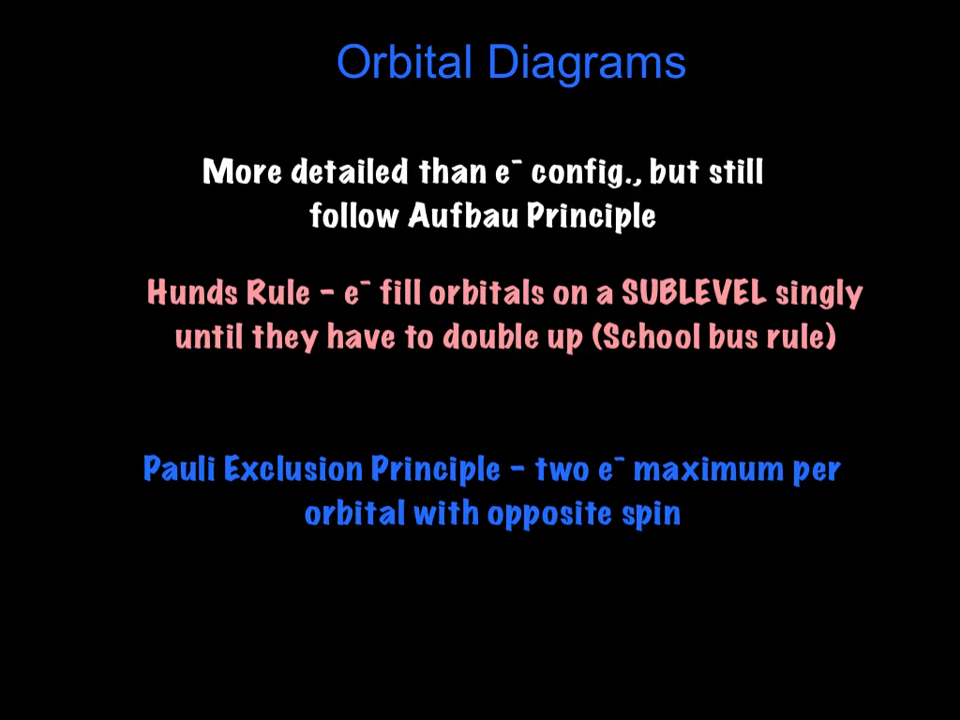 Orbital Diagrams
More detailed than e⁻ config., but still
follow Aufbau Principle
Hunds Rule – e⁻ fill orbitals on a SUBLEVEL singly
until they have to double up (School bus rule)
Pauli Exclusion Principle – two e⁻ maximum per
orbital with opposite spin